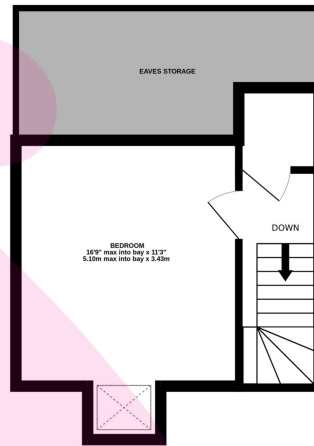 EAVES STORAGE
BEDROOM
16'9" max into bay x 11'3"
5.10m max into bay x 3.43m
DOWN